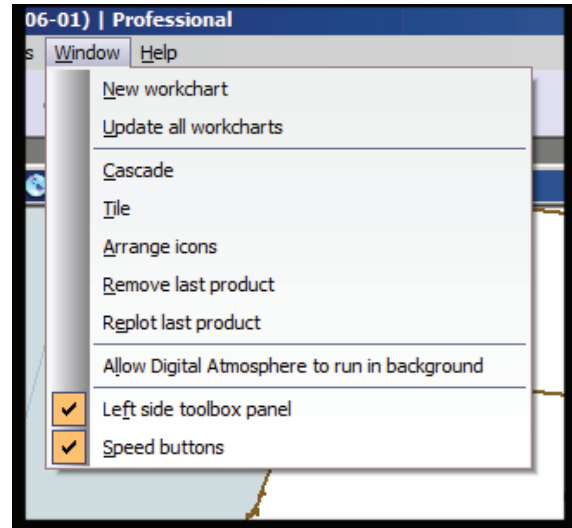 06-01) | Professional
s Window Help
New workchart
Update all workcharts
Cascade
Tile
Arrange icons
Remove last product
Replot last product
Allow Digital Atmosphere to run in background
Left side toolbox panel
Speed buttons